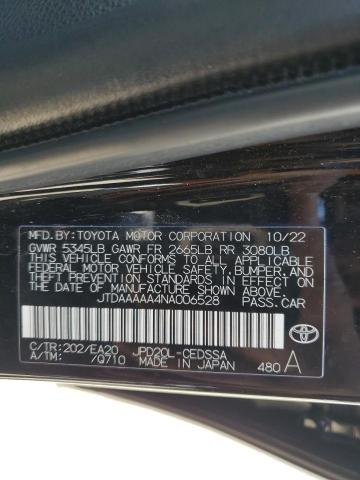 MFD.BY:TOYOTA MOTOR CORPORATION 10/22
GVWR 5345LB GAWR FR 2665LB RR 3080LB
THIS VEHICLE CONFORMS TO ALL APPLICABLE
FEDERAL MOTOR VEHICLE SAFETY,BUMPER, AND
THEFT PREVENTION STANDARDS IN EFFECT ON
THE DATE OF MANUFACTURE SHOWN ABOVE.
JTDAAAAA4NA006528 PASS.CAR
C/TR:202/EA20 JPD20L-CEDSSA
A/TM: /Q710 MADE IN JAPAN 480 A
TOYOTA